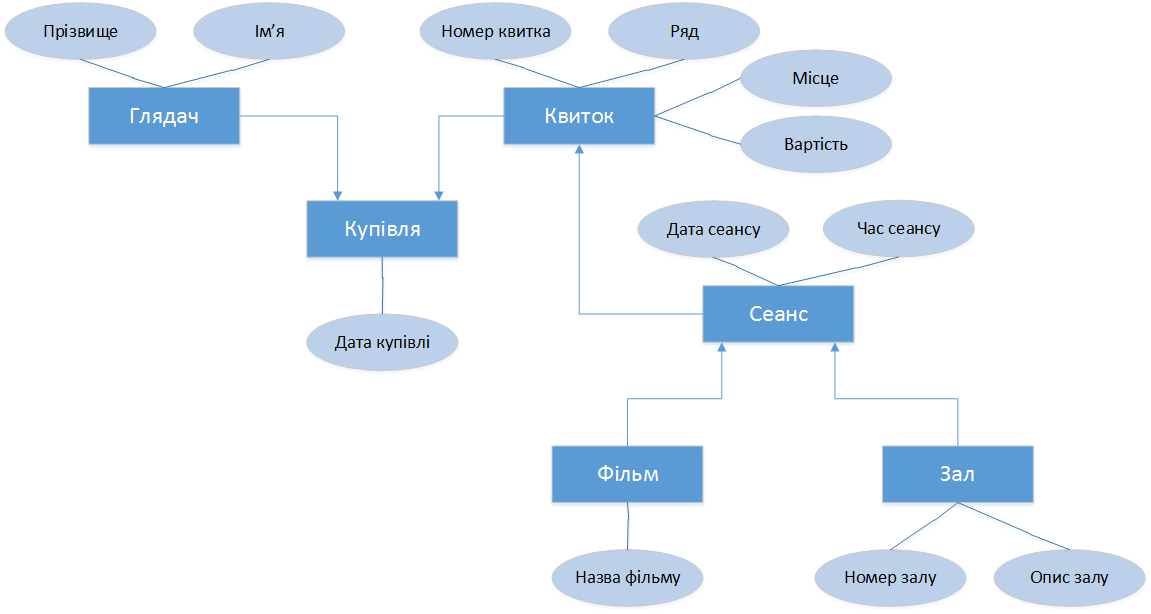 Прізвище
Ім’я
Номер квитка
Ряд
Місце
Глядач
Квиток
Вартість
Купівля
Дата сеансу
Час сеансу
Сеанс
Дата купівлі
Фільм
Зал
Назва фільму
Номер залу
Опис залу